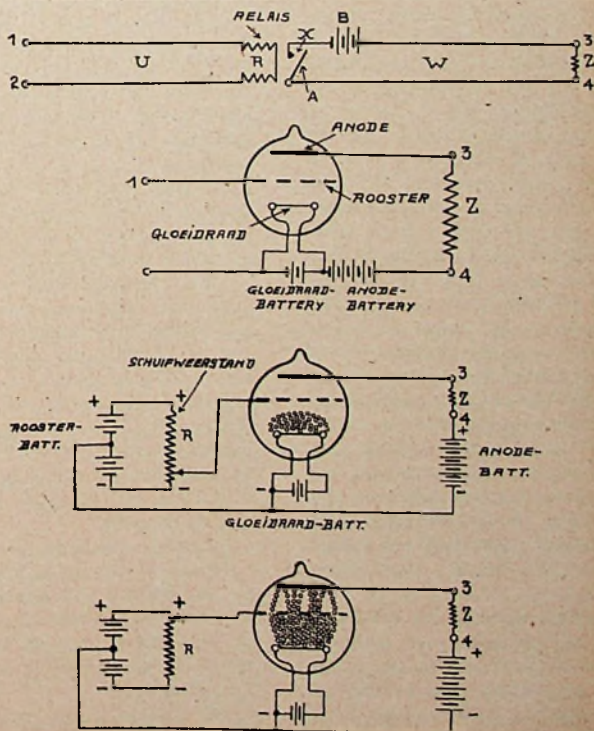 RELAIS
B
1
X
3
U
R
W
Z
2
A
4
ANODE
3
1
ROOSTER
Z
GLOEIDRAAD
4
GLOEIDRAAD-
BATTERY
ANODE-
BATTERY
SCHUIFWEERSTAND
3
+ +
Z
ROOSTER-
BATT.
R
4
+
ANODE-
BATT.
- -
-
-
GLOEIDRAAD-BATT.
3
+ +
Z
R
4
+
- -
-
-